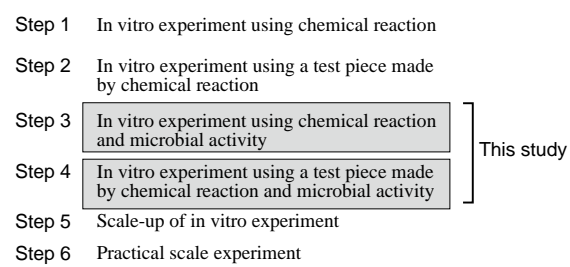 Step 1 In vitro experiment using chemical reaction
Step 2 In vitro experiment using a test piece made
by chemical reaction
Step 3 In vitro experiment using chemical reaction
and microbial activity
This study
Step 4 In vitro experiment using a test piece made
by chemical reaction and microbial activity
Step 5 Scale-up of in vitro experiment
Step 6 Practical scale experiment